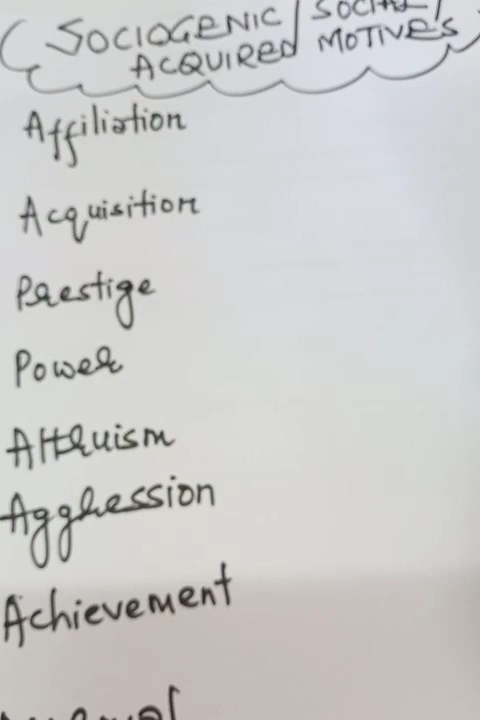 SOCIOGENIC / SOCIAL /
ACQUIRED MOTIVES
Affiliation
Acquisition
Prestige
Power
Altruism
Aggression
Achievement